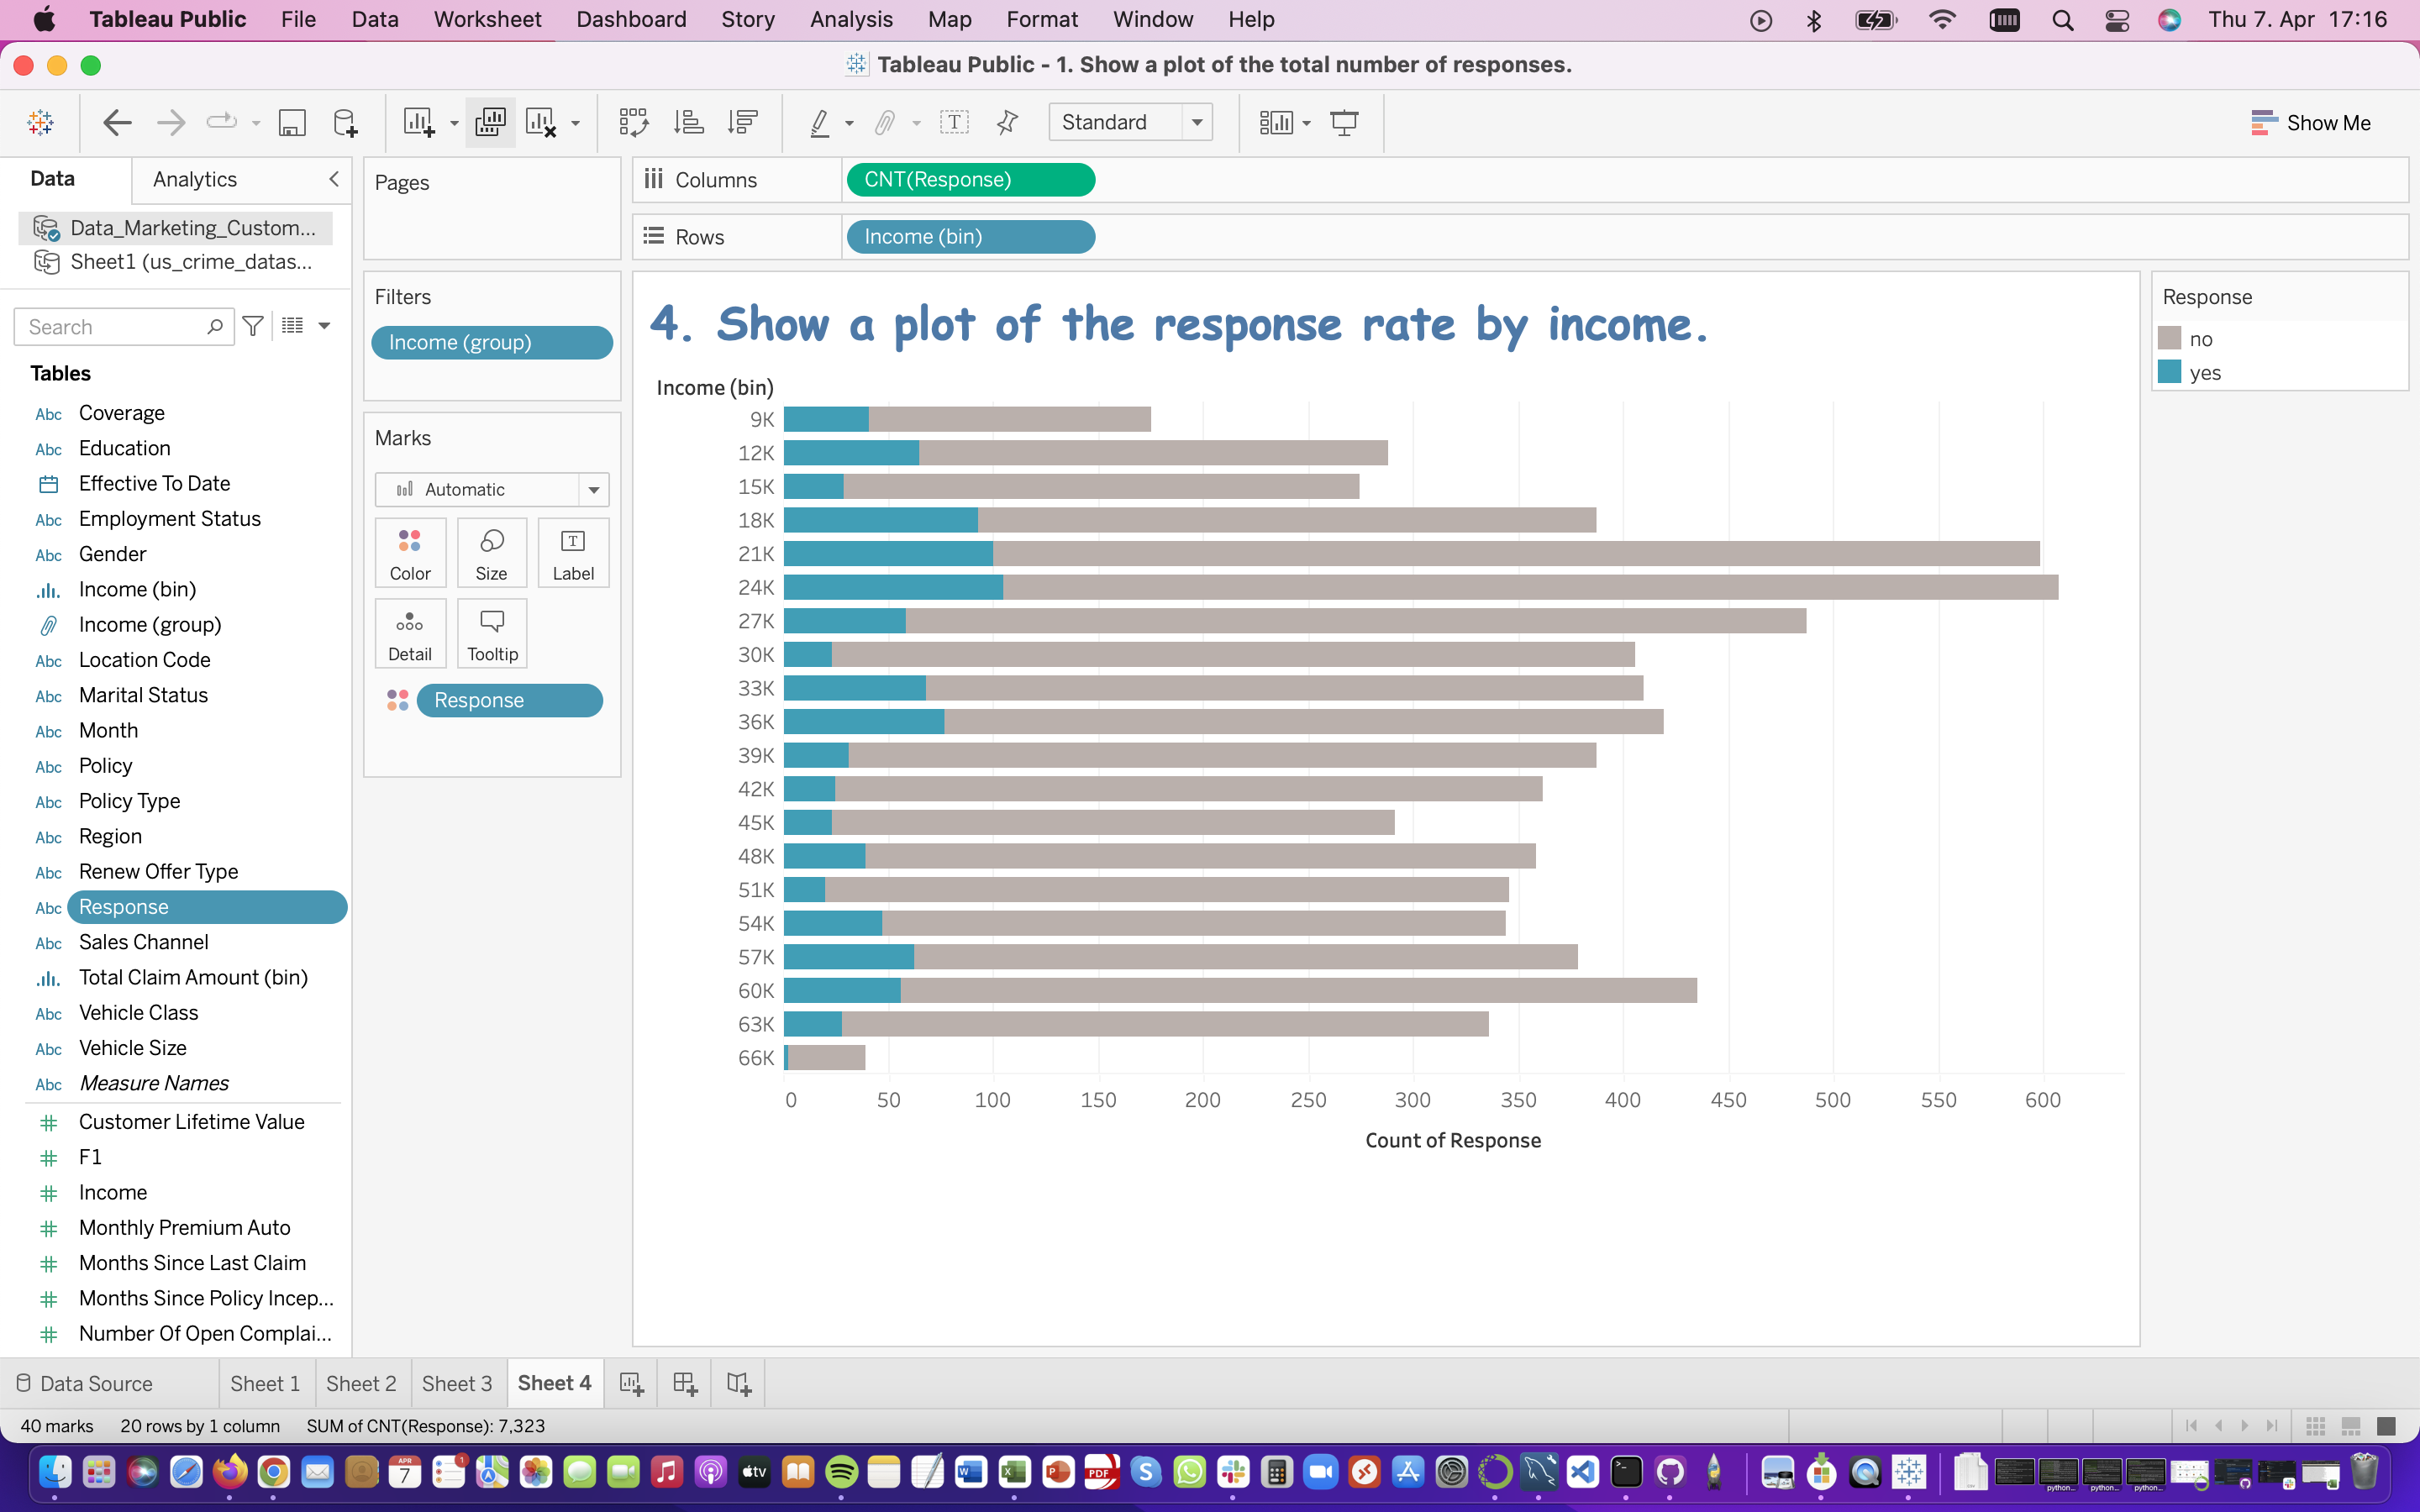 Tableau Public File Data Worksheet Dashboard Story Analysis Map Format Window Help Thu 7. Apr 17:16
Tableau Public - 1. Show a plot of the total number of responses.
Standard
Show Me
Data Analytics
Data_Marketing_Custom...
Sheet1 (us_crime_datas...
Search
Tables
Abc Coverage
Abc Education
Effective To Date
Abc Employment Status
Abc Gender
Income (bin)
Income (group)
Abc Location Code
Abc Marital Status
Abc Month
Abc Policy
Abc Policy Type
Abc Region
Abc Renew Offer Type
Abc Response
Abc Sales Channel
Total Claim Amount (bin)
Abc Vehicle Class
Abc Vehicle Size
Abc Measure Names
# Customer Lifetime Value
# F1
# Income
# Monthly Premium Auto
# Months Since Last Claim
# Months Since Policy Incep...
# Number Of Open Complai...
Pages
Filters
Income (group)
Marks
Automatic
Color Size Label
Detail Tooltip
Response
Columns CNT(Response)
Rows Income (bin)
4. Show a plot of the response rate by income.
Income (bin)
9K
12K
15K
18K
21K
24K
27K
30K
33K
36K
39K
42K
45K
48K
51K
54K
57K
60K
63K
66K
0 50 100 150 200 250 300 350 400 450 500 550 600
Count of Response
Response
no
yes
Data Source Sheet 1 Sheet 2 Sheet 3 Sheet 4
40 marks 20 rows by 1 column SUM of CNT(Response): 7,323
APR
7
1
tv
PDF
python...
python...
python...